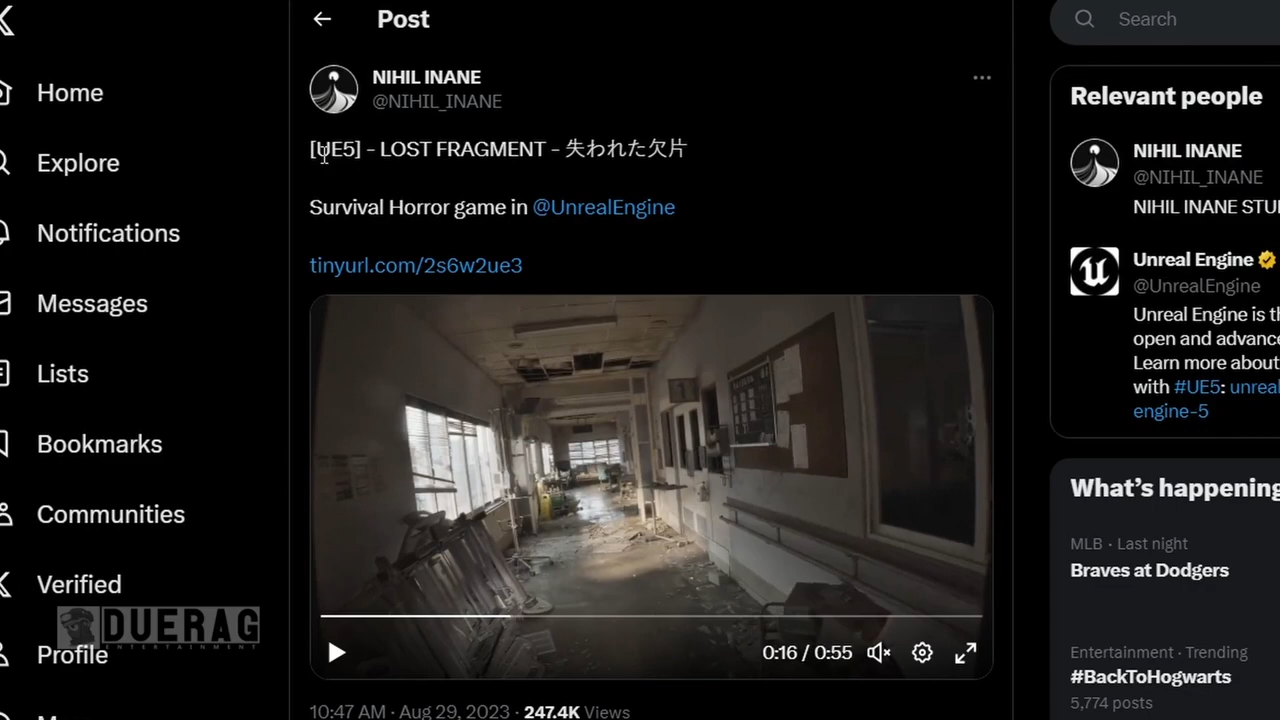 Post
Search
Home
Explore
Notifications
Messages
Lists
Bookmarks
Communities
Verified
Profile
NIHIL INANE
@NIHIL_INANE
[UE5] - LOST FRAGMENT - 失われた欠片
Survival Horror game in @UnrealEngine
tinyurl.com/2s6w2ue3
0:16 / 0:55
10:47 AM · Aug 29, 2023 · 247.4K Views
Relevant people
NIHIL INANE
@NIHIL_INANE
NIHIL INANE STU
Unreal Engine
@UnrealEngine
Unreal Engine is th
open and advance
Learn more about
with #UE5: unreal
engine-5
What's happening
MLB · Last night
Braves at Dodgers
Entertainment · Trending
#BackToHogwarts
5,774 posts
DUERAG
ENTERTAINMENT